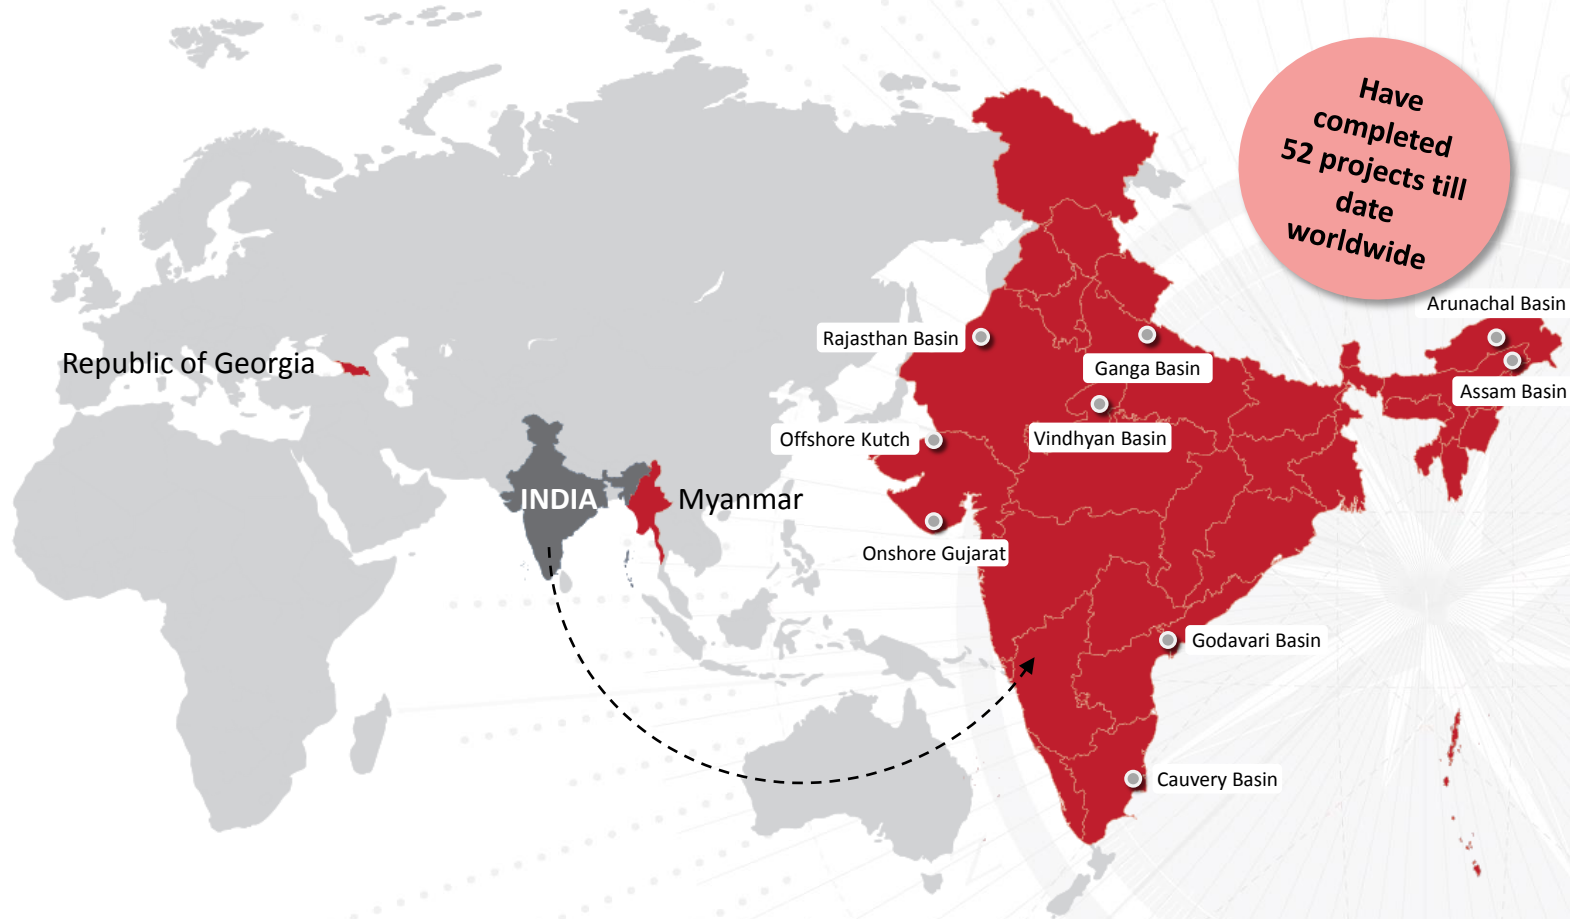 Have
completed
52 projects till
date
worldwide
Arunachal Basin
Rajasthan Basin
Ganga Basin
Republic of Georgia
Assam Basin
Offshore Kutch
Vindhyan Basin
INDIA
Myanmar
Onshore Gujarat
Godavari Basin
Cauvery Basin